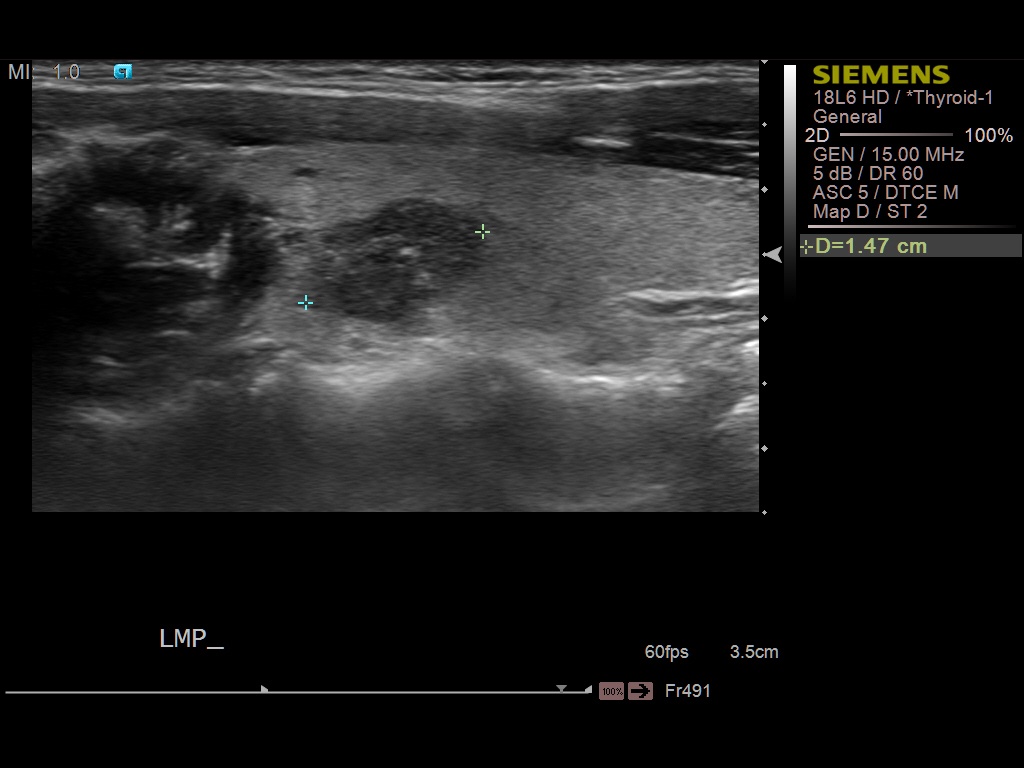 MI: 1.0
SIEMENS
18L6 HD / *Thyroid-1
General
2D 100%
GEN / 15.00 MHz
5 dB / DR 60
ASC 5 / DTCE M
Map D / ST 2
D=1.47 cm
LMP_
60fps 3.5cm
100% Fr491